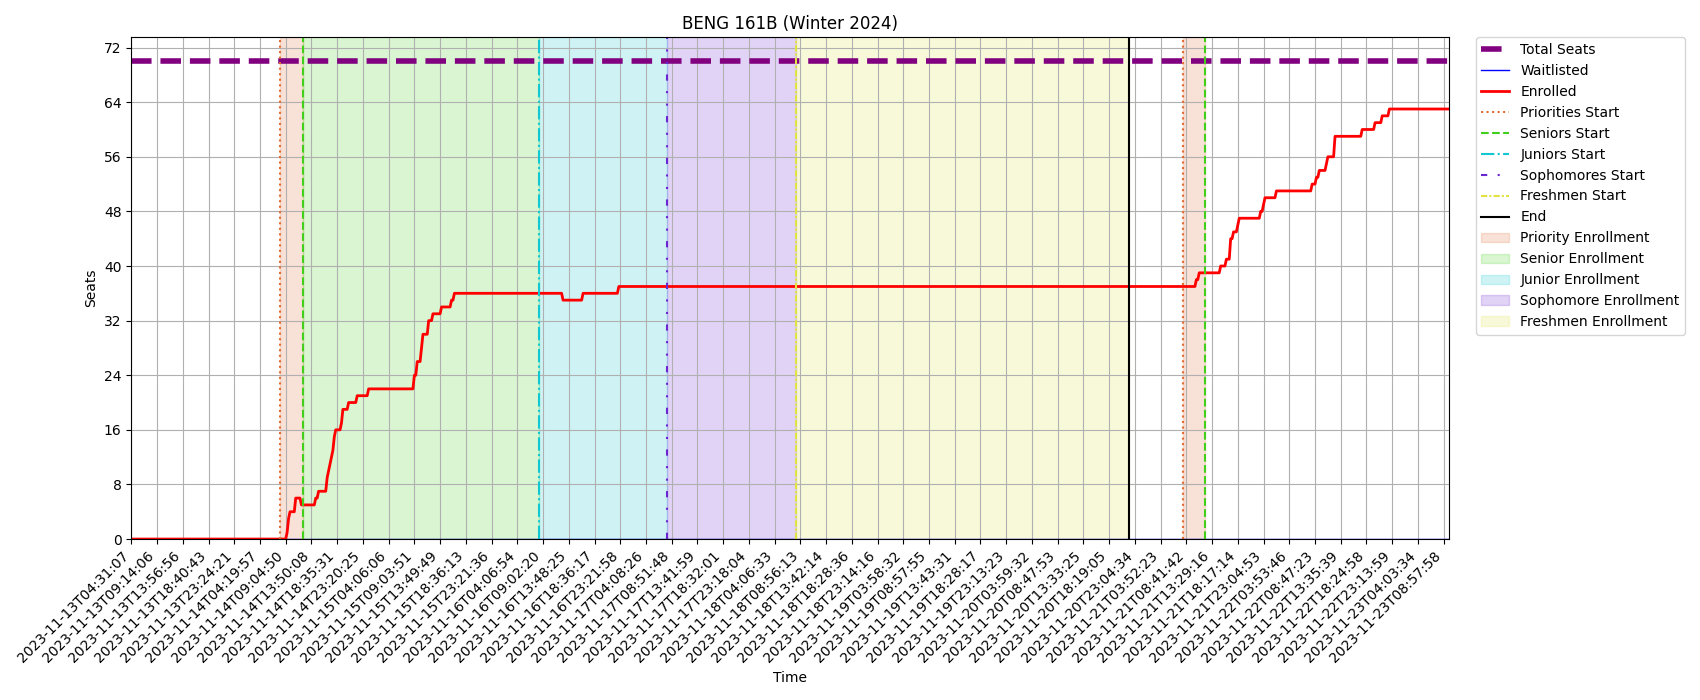 BENG 161B (Winter 2024)
72
64
56
48
40
32
24
16
8
0
Seats
2023-11-13T04:31:07
2023-11-13T09:14:06
2023-11-13T13:56:56
2023-11-13T18:40:43
2023-11-13T23:24:21
2023-11-14T04:19:57
2023-11-14T09:04:50
2023-11-14T13:50:08
2023-11-14T18:35:31
2023-11-14T23:20:25
2023-11-15T04:06:06
2023-11-15T09:03:51
2023-11-15T13:49:49
2023-11-15T18:36:13
2023-11-15T23:21:36
2023-11-16T04:06:54
2023-11-16T09:02:20
2023-11-16T13:48:25
2023-11-16T18:36:17
2023-11-16T23:21:58
2023-11-17T04:08:26
2023-11-17T08:51:48
2023-11-17T13:41:59
2023-11-17T18:32:01
2023-11-17T23:18:04
2023-11-18T04:06:33
2023-11-18T08:56:13
2023-11-18T13:42:14
2023-11-18T18:28:36
2023-11-18T23:14:16
2023-11-19T03:58:32
2023-11-19T08:57:55
2023-11-19T13:43:31
2023-11-19T18:28:17
2023-11-19T23:13:23
2023-11-20T03:59:32
2023-11-20T08:47:53
2023-11-20T13:33:25
2023-11-20T18:19:05
2023-11-20T23:04:34
2023-11-21T03:52:23
2023-11-21T08:41:42
2023-11-21T13:29:16
2023-11-21T18:17:14
2023-11-21T23:04:53
2023-11-22T03:53:46
2023-11-22T08:47:23
2023-11-22T13:35:39
2023-11-22T18:24:58
2023-11-22T23:13:59
2023-11-23T04:03:34
2023-11-23T08:57:58
Time
Total Seats
Waitlisted
Enrolled
Priorities Start
Seniors Start
Juniors Start
Sophomores Start
Freshmen Start
End
Priority Enrollment
Senior Enrollment
Junior Enrollment
Sophomore Enrollment
Freshmen Enrollment